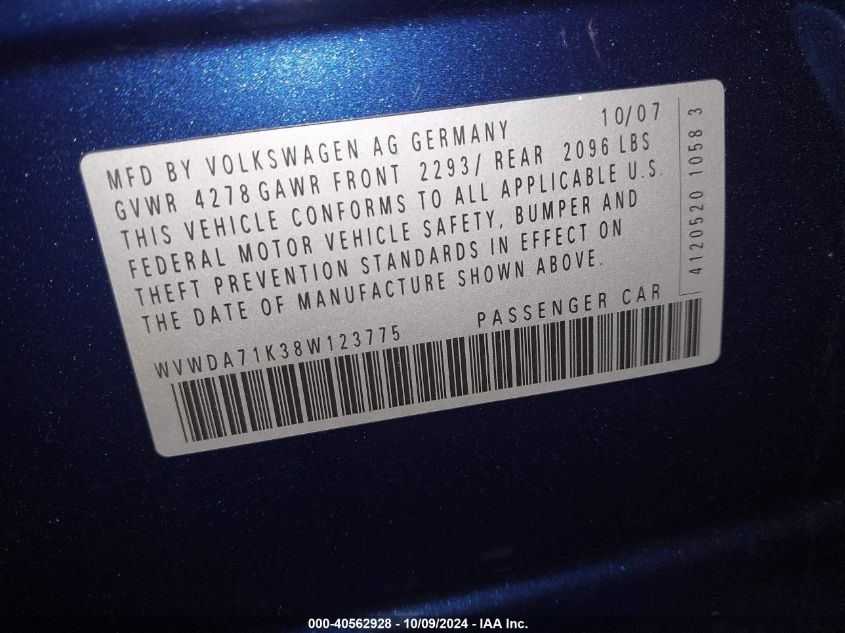 MFD BY VOLKSWAGEN AG GERMANY 10/07
GVWR 4278 GAWR FRONT 2293/ REAR 2096 LBS
THIS VEHICLE CONFORMS TO ALL APPLICABLE U.S.
FEDERAL MOTOR VEHICLE SAFETY, BUMPER AND
THEFT PREVENTION STANDARDS IN EFFECT ON
THE DATE OF MANUFACTURE SHOWN ABOVE.
WVWDA71K38W123775 PASSENGER CAR
4120520 1058 3
000-40562928 - 10/09/2024 - IAA Inc.